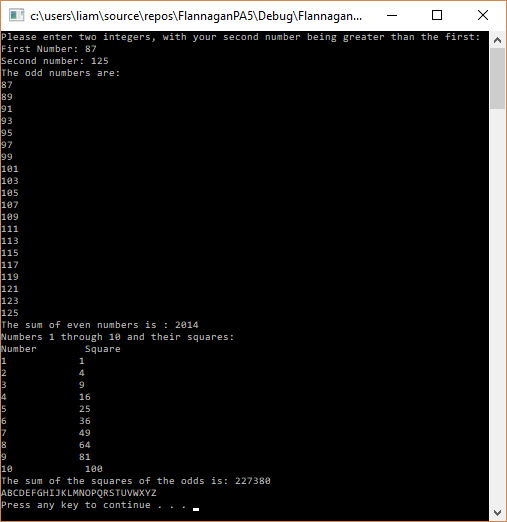 c:\users\liam\source\repos\FlannaganPA5\Debug\Flannagan...
Please enter two integers, with your second number being greater than the first:
First Number: 87
Second number: 125
The odd numbers are:
87
89
91
93
95
97
99
101
103
105
107
109
111
113
115
117
119
121
123
125
The sum of even numbers is : 2014
Numbers 1 through 10 and their squares:
Number Square
1 1
2 4
3 9
4 16
5 25
6 36
7 49
8 64
9 81
10 100
The sum of the squares of the odds is: 227380
ABCDEFGHIJKLMNOPQRSTUVWXYZ
Press any key to continue . . .